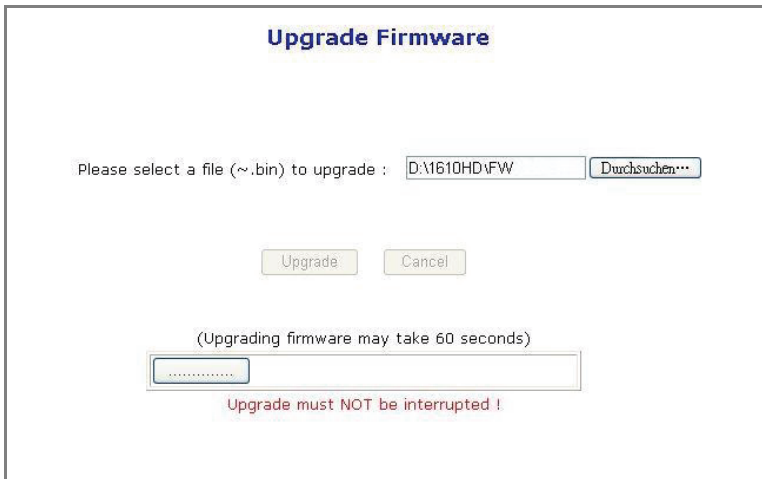 Upgrade Firmware
Please select a file (~.bin) to upgrade : D:\1610HD\FW Durchsuchen...
Upgrade Cancel
(Upgrading firmware may take 60 seconds)
..............
Upgrade must NOT be interrupted !